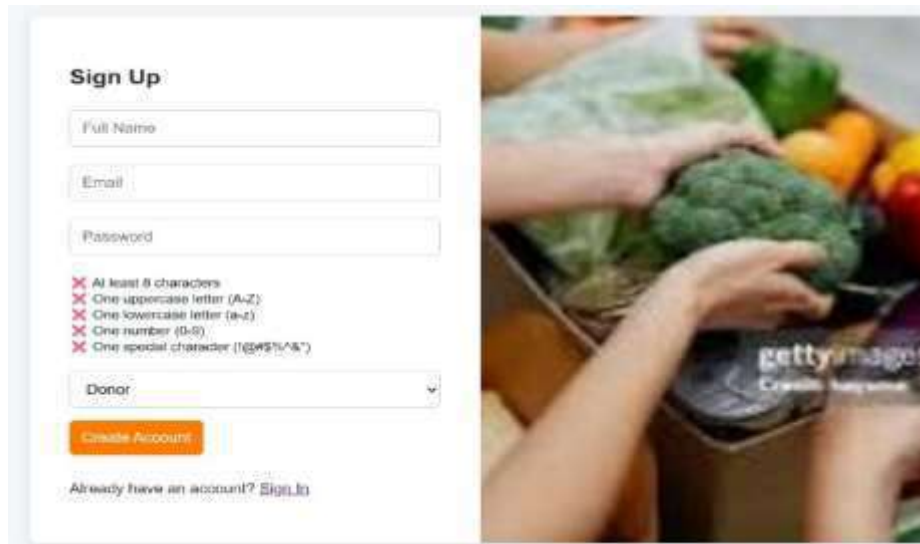 Sign Up
Full Name
Email
Password
❌ At least 8 characters
❌ One uppercase letter (A-Z)
❌ One lowercase letter (a-z)
❌ One number (0-9)
❌ One special character (!@#$%^&*)
Donor
Create Account
Already have an account? Sign In
gettyimages
Credit: